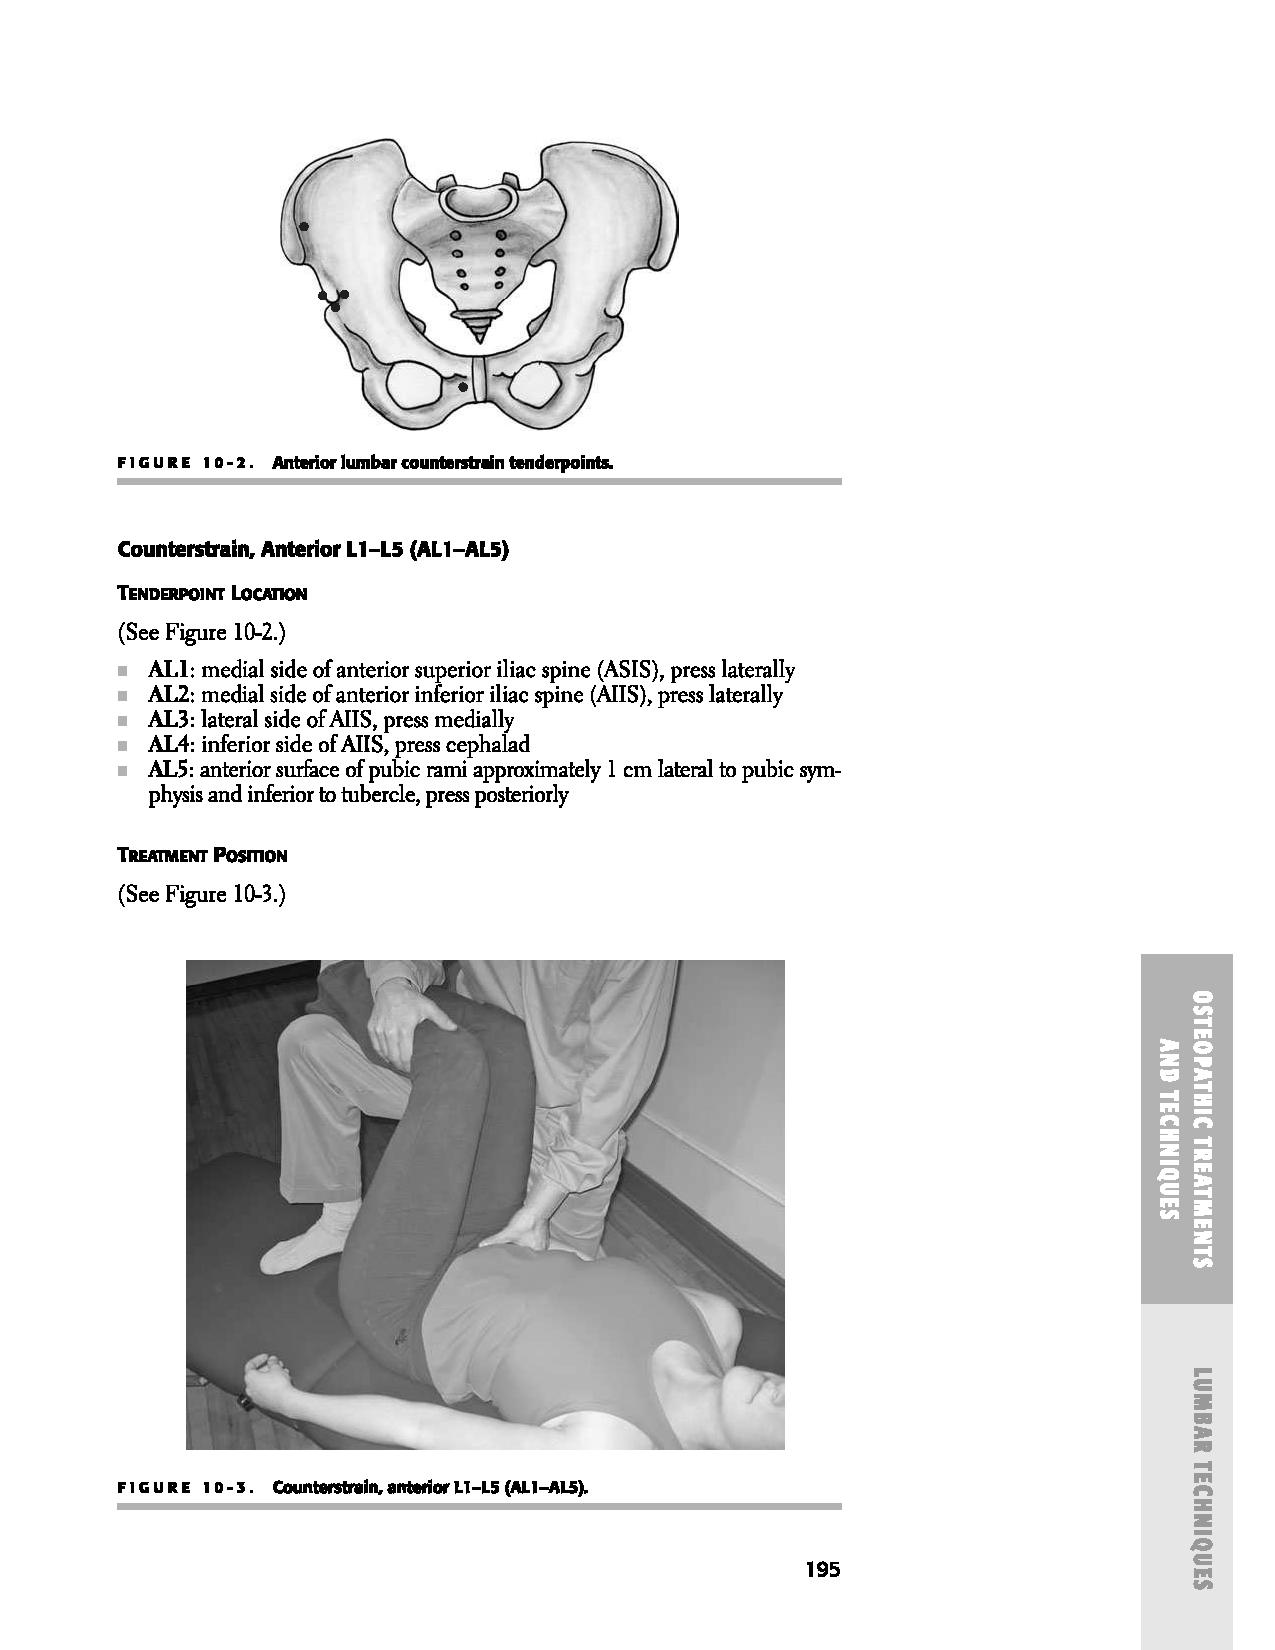 FIGURE 10-2. Anterior lumbar counterstrain tenderpoints.
Counterstrain, Anterior L1–L5 (AL1–AL5)
TENDERPOINT LOCATION
(See Figure 10-2.)
■ AL1: medial side of anterior superior iliac spine (ASIS), press laterally
■ AL2: medial side of anterior inferior iliac spine (AIIS), press laterally
■ AL3: lateral side of AIIS, press medially
■ AL4: inferior side of AIIS, press cephalad
■ AL5: anterior surface of pubic rami approximately 1 cm lateral to pubic sym-
physis and inferior to tubercle, press posteriorly
TREATMENT POSITION
(See Figure 10-3.)
FIGURE 10-3. Counterstrain, anterior L1–L5 (AL1–AL5).
195
OSTEOPATHIC TREATMENTS
AND TECHNIQUES
LUMBAR TECHNIQUES